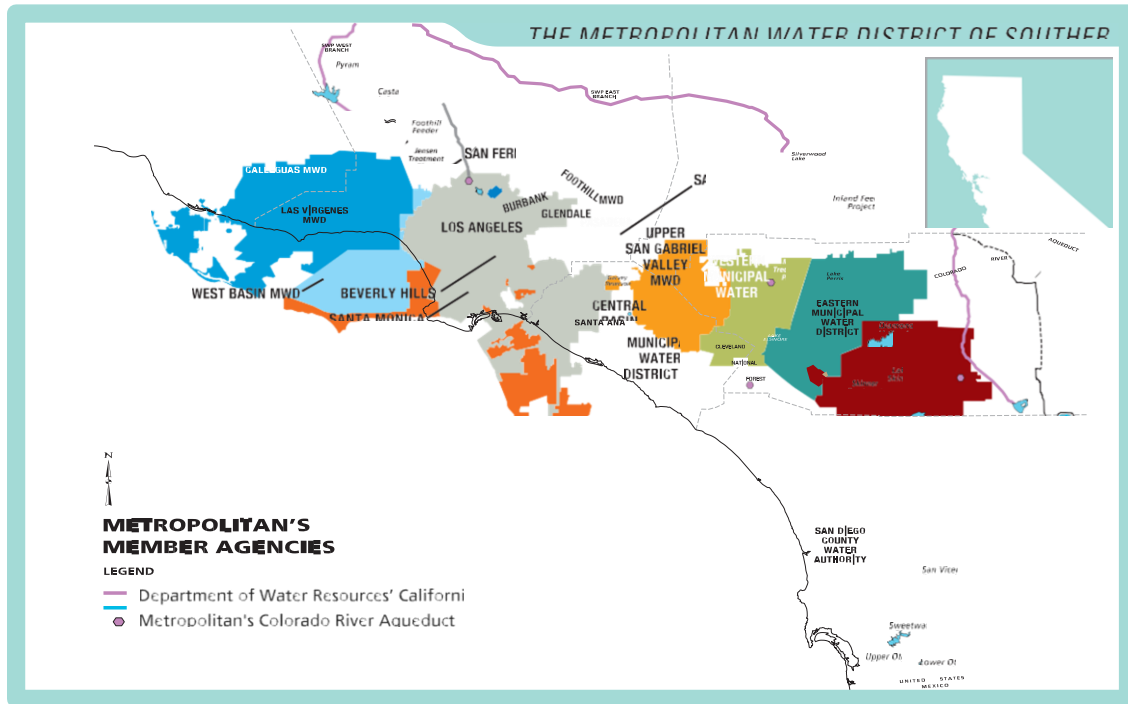 THE METROPOLITAN WATER DISTRICT OF SOUTHER
SWP WEST
BRANCH
Pyram
Casta
SWP EAST
BRANCH
Foothill
Feeder
Jensen
Treatment
SAN FER
Silverwood
Lake
CALLEGUAS MWD
LAS VIRGENES
MWD
BURBANK
FOOTHILL MWD
GLENDALE
LOS ANGELES
SA
Inland Fee
Project
UPPER
SAN GABRIEL
VALLEY
MWD
MUNICIPAL
WATER
COLORADO
RIVER
AQUEDUCT
Lake
Perris
WEST BASIN MWD
BEVERLY HILLS
SANTA MONICA
CENTRAL
BASIN
SANTA ANA
EASTERN
MUNICIPAL
WATER
DISTRICT
MUNICIPA
WATER
DISTRICT
CLEVELAND
NATIONAL
FOREST
N
METROPOLITAN'S
MEMBER AGENCIES
LEGEND
Department of Water Resources' Californi
Metropolitan's Colorado River Aqueduct
SAN DIEGO
COUNTY
WATER
AUTHORITY
San Vicer
Sweetwa
Upper Ot
Lower Ot
UNITED STATES
MEXICO